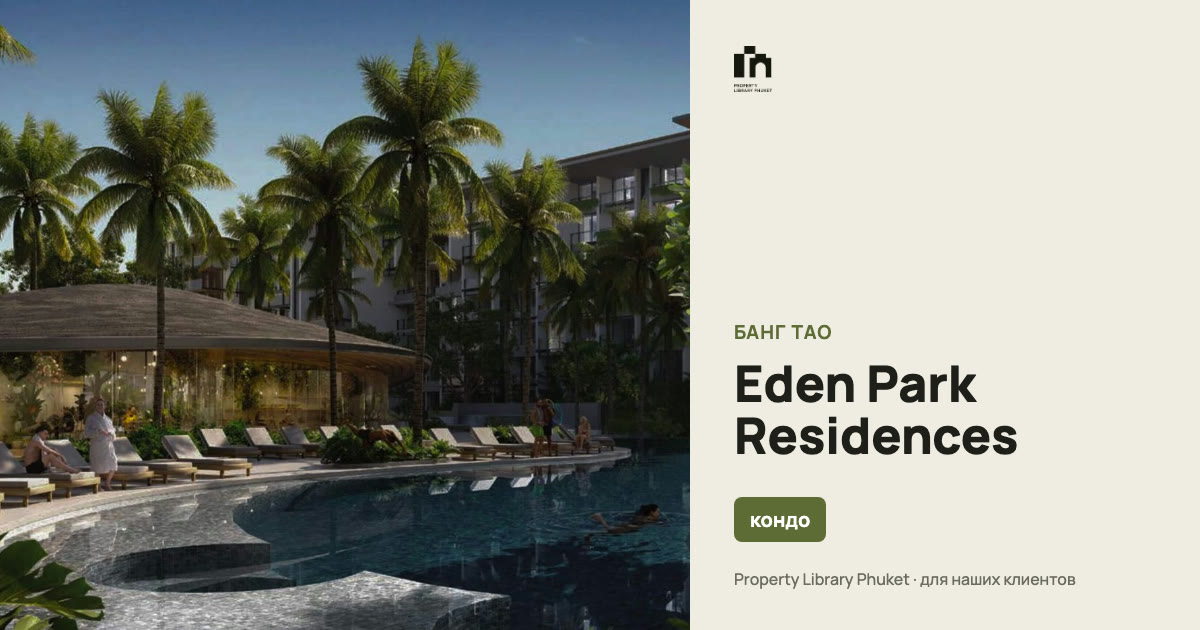 PROPERTY
LIBRARY PHUKET
БАНГ ТАО
Eden Park
Residences
кондо
Property Library Phuket · для наших клиентов